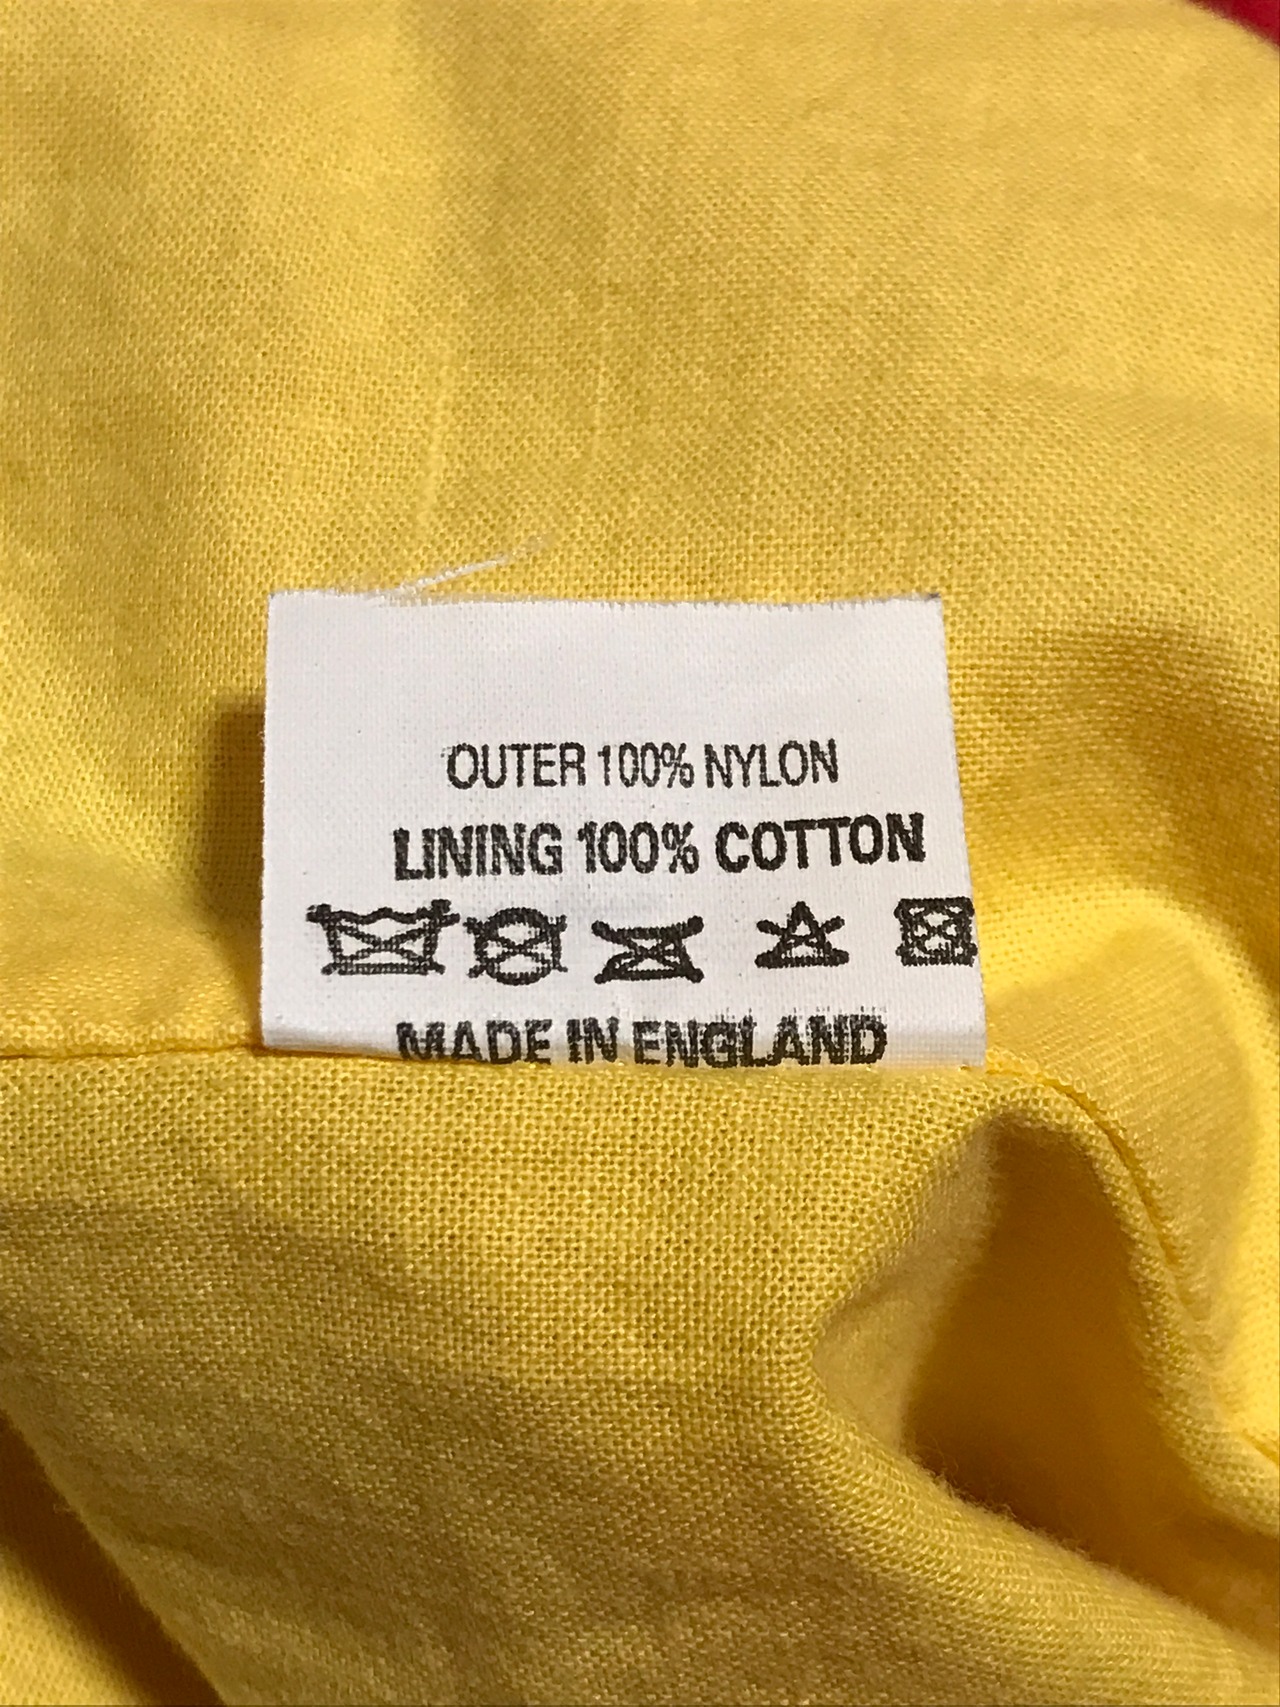 OUTER 100% NYLON
LINING 100% COTTON
MADE IN ENGLAND